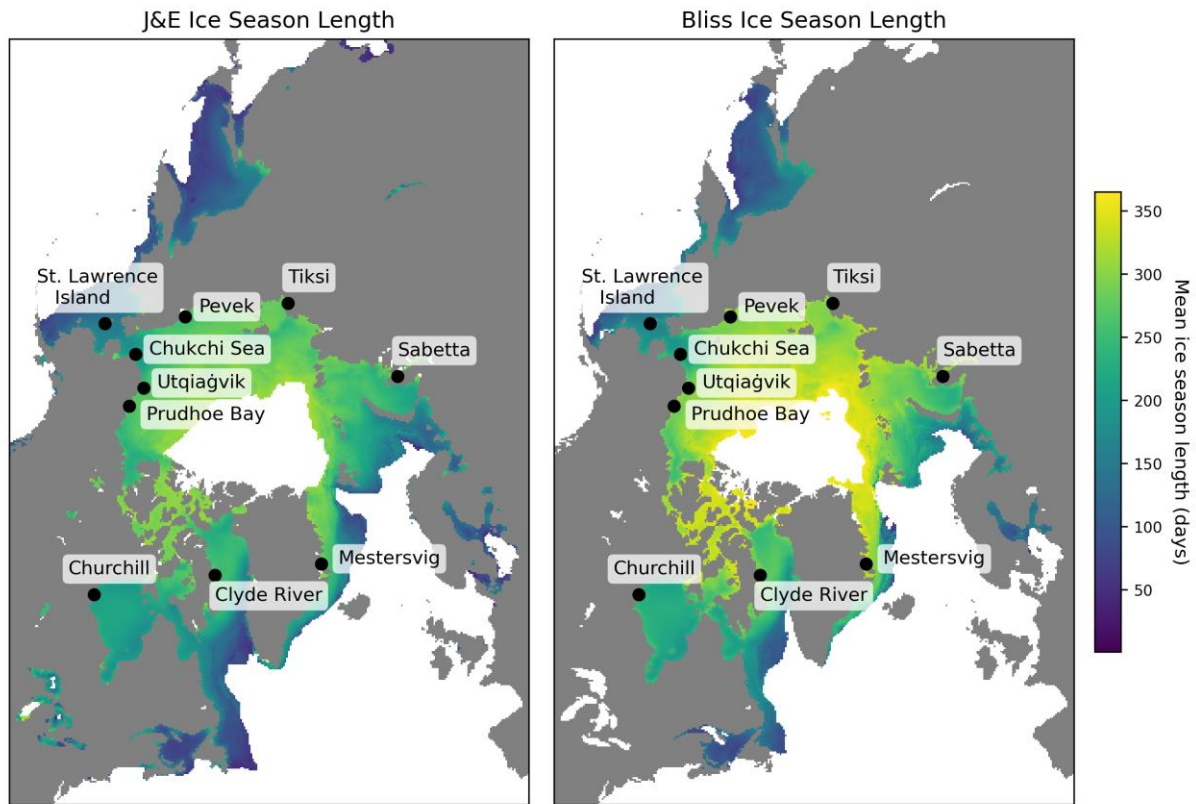 J&E Ice Season Length
Bliss Ice Season Length
St. Lawrence
Island
Tiksi
Pevek
Chukchi Sea
Sabetta
Utqiaġvik
Prudhoe Bay
Churchill
Mestersvig
Clyde River
St. Lawrence
Island
Tiksi
Pevek
Chukchi Sea
Sabetta
Utqiaġvik
Prudhoe Bay
Churchill
Mestersvig
Clyde River
350
300
250
200
150
100
50
Mean ice season length (days)